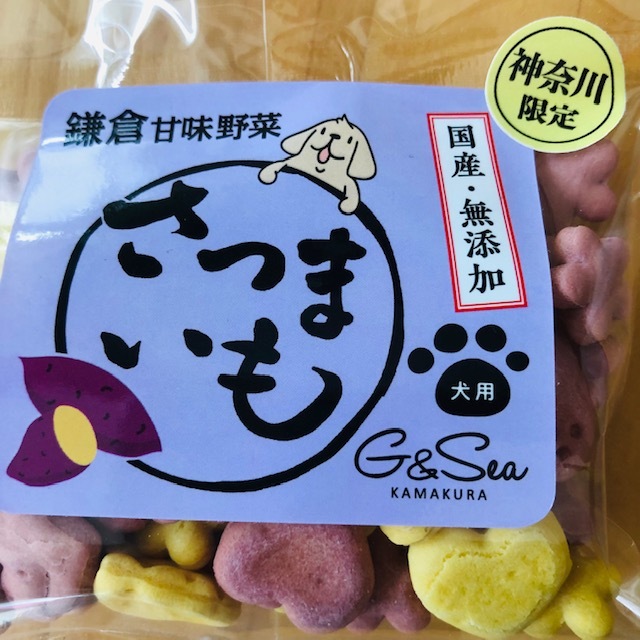 神奈川
限定
鎌倉甘味野菜
国産・無添加
さつま
いも
犬用
G&Sea
KAMAKURA